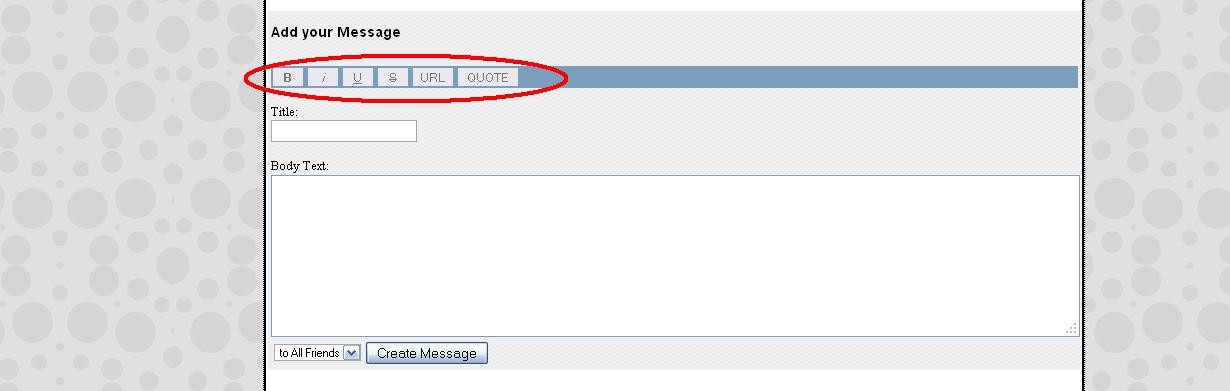 Add your Message
B i U S URL QUOTE
Title:
Body Text:
to All Friends Create Message